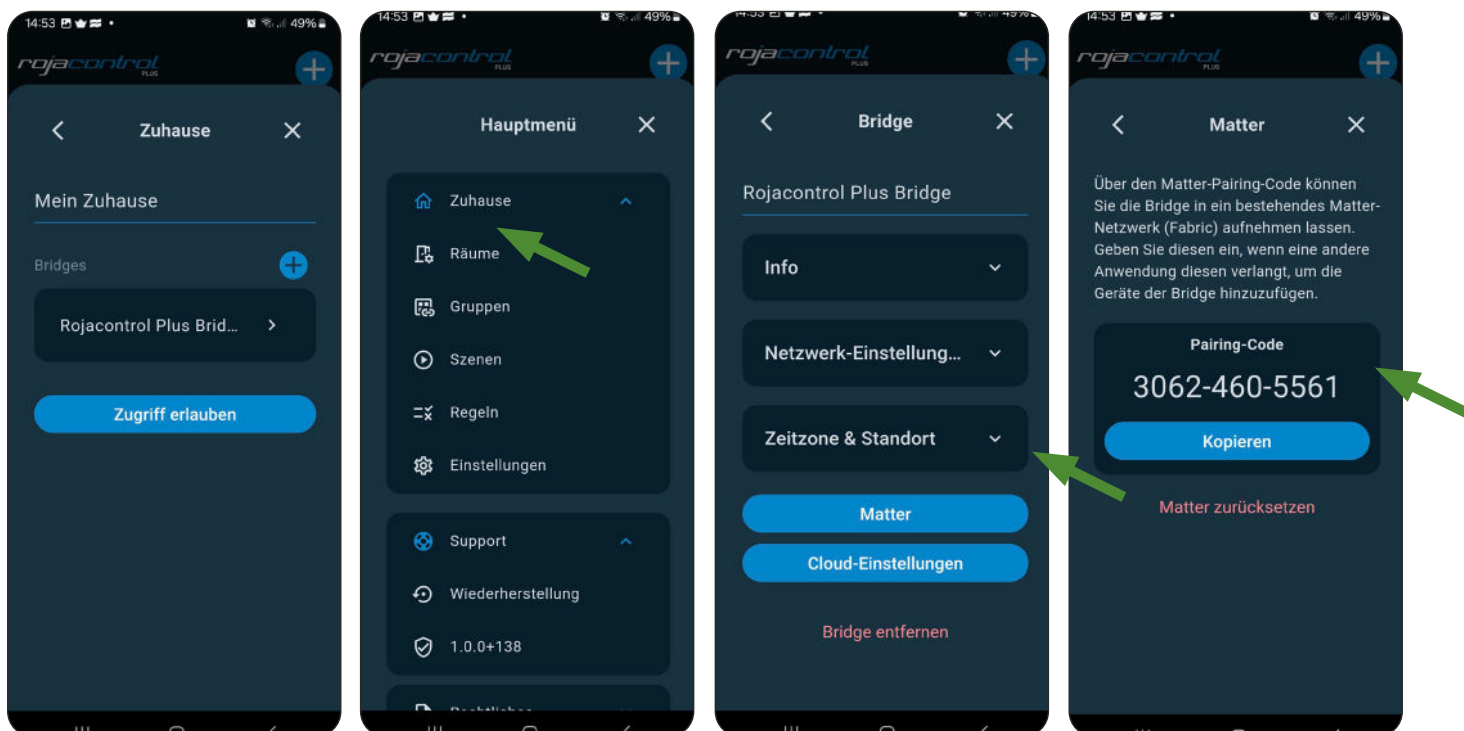 14:53
49%
rojacontrol
PLUS
Zuhause
Mein Zuhause
Bridges
Rojacontrol Plus Brid...
Zugriff erlauben
14:53
49%
rojacontrol
PLUS
Hauptmenü
Zuhause
Räume
Gruppen
Szenen
Regeln
Einstellungen
Support
Wiederherstellung
1.0.0+138
Rechtliches
14:53
49%
rojacontrol
PLUS
Bridge
Rojacontrol Plus Bridge
Info
Netzwerk-Einstellung...
Zeitzone & Standort
Matter
Cloud-Einstellungen
Bridge entfernen
14:53
49%
rojacontrol
PLUS
Matter
Über den Matter-Pairing-Code können
Sie die Bridge in ein bestehendes Matter-
Netzwerk (Fabric) aufnehmen lassen.
Geben Sie diesen ein, wenn eine andere
Anwendung diesen verlangt, um die
Geräte der Bridge hinzuzufügen.
Pairing-Code
3062-460-5561
Kopieren
Matter zurücksetzen